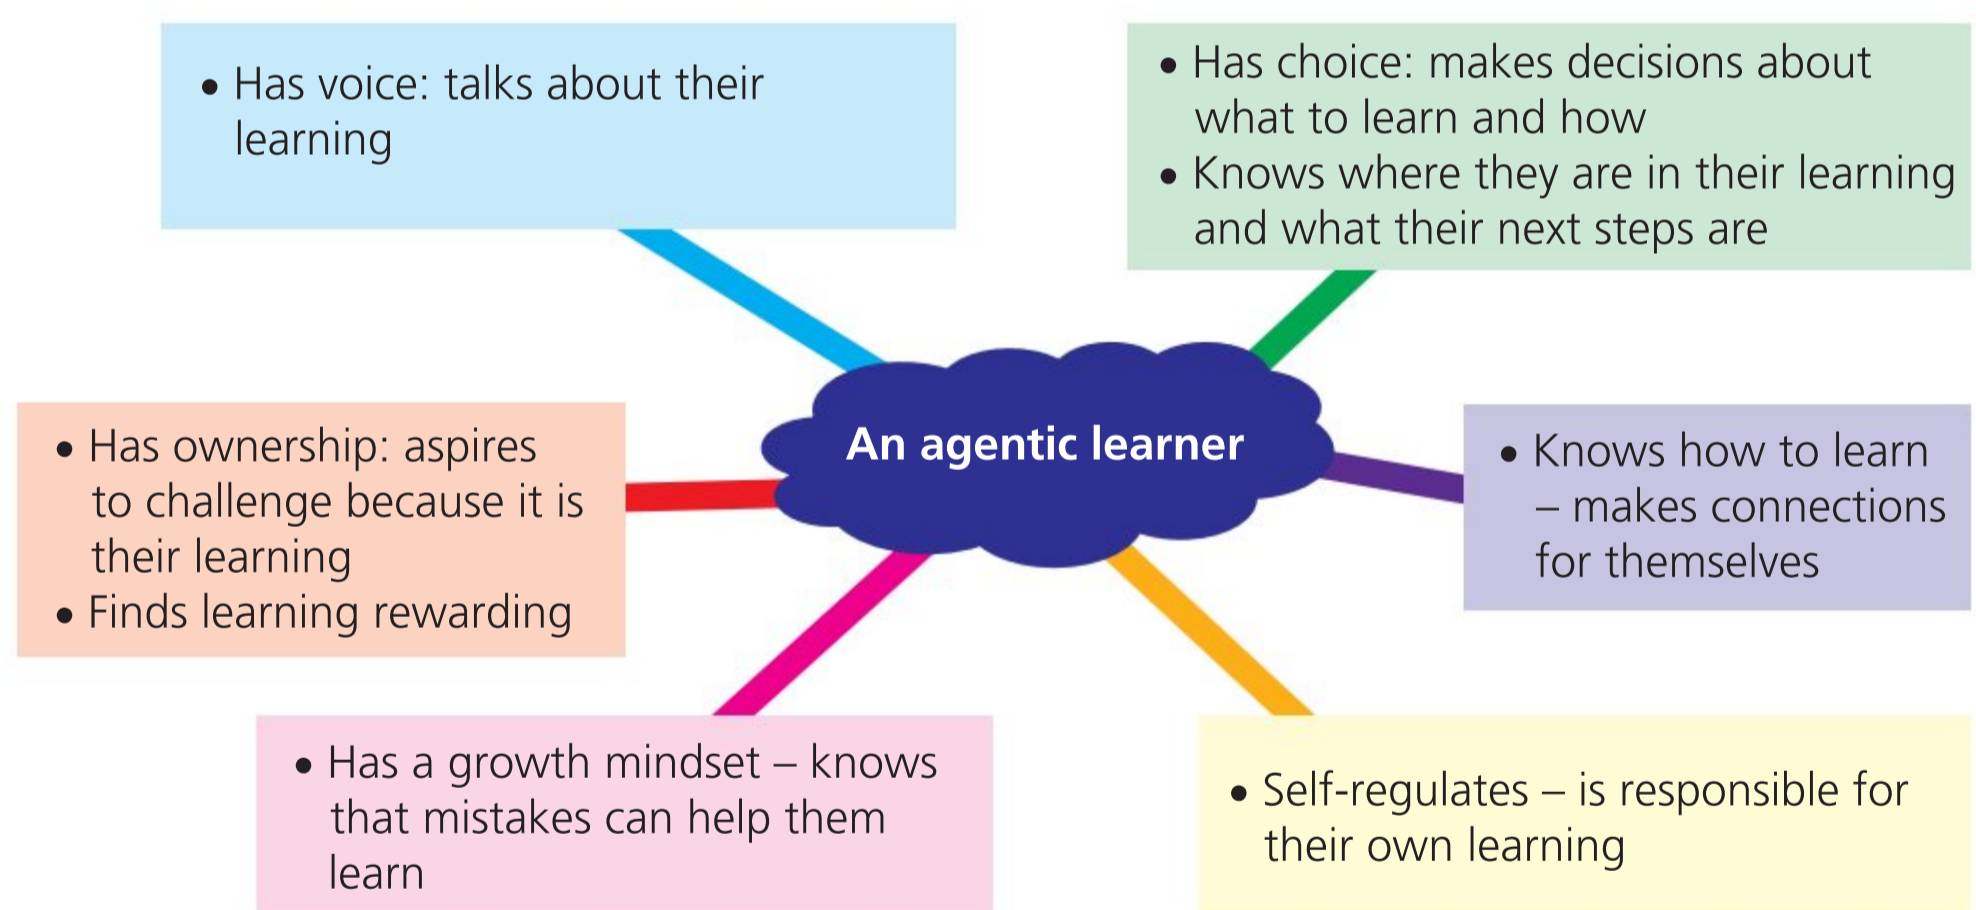 • Has voice: talks about their
learning
• Has choice: makes decisions about
what to learn and how
• Knows where they are in their learning
and what their next steps are
An agentic learner
• Has ownership: aspires
to challenge because it is
their learning
• Finds learning rewarding
• Knows how to learn
– makes connections
for themselves
• Has a growth mindset – knows
that mistakes can help them
learn
• Self-regulates – is responsible for
their own learning